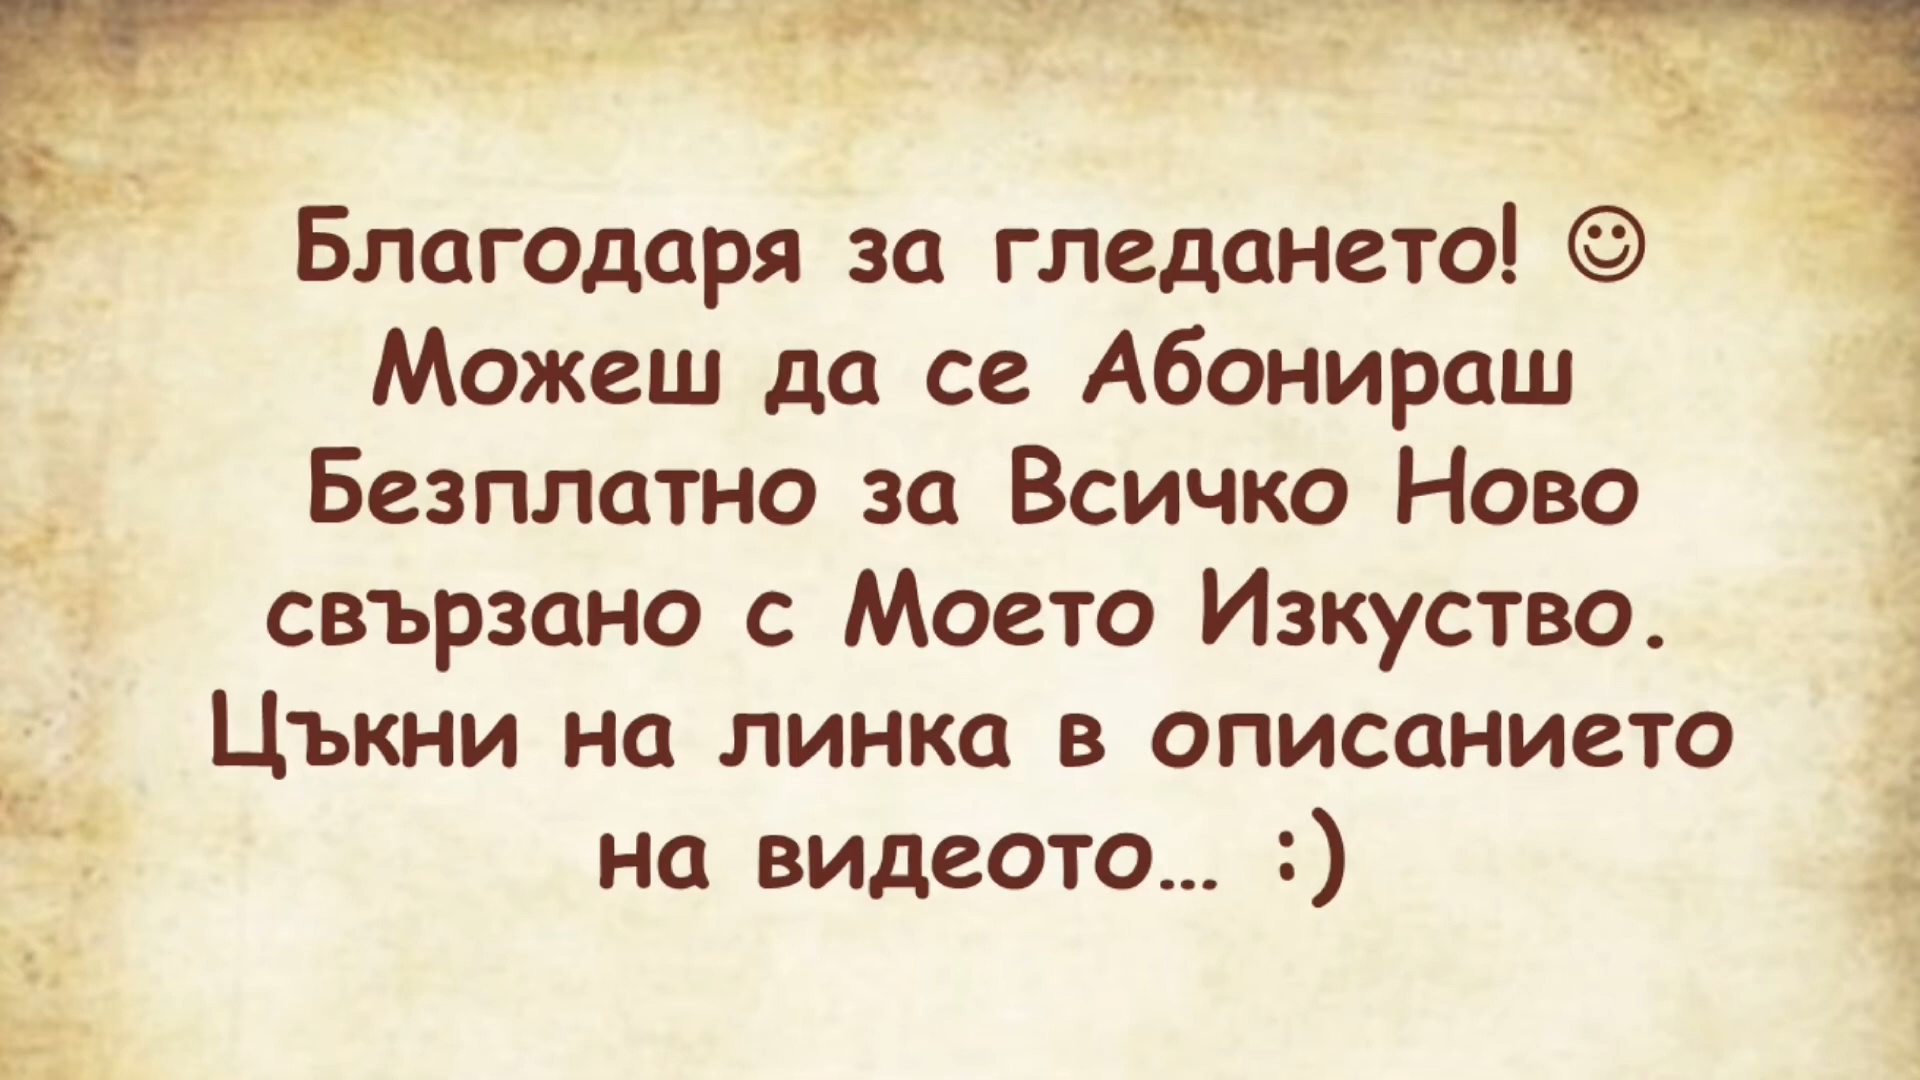 Благодаря за гледането! ☺
Можеш да се Абонираш
Безплатно за Всичко Ново
свързано с Моето Изкуство.
Цъкни на линка в описанието
на видеото... :)